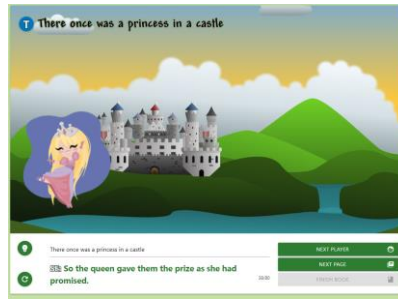 T There once was a princess in a castle
There once was a princess in a castle
So the queen gave them the prize as she had
promised.
NEXT PLAYER
NEXT PAGE
FINISH BOOK